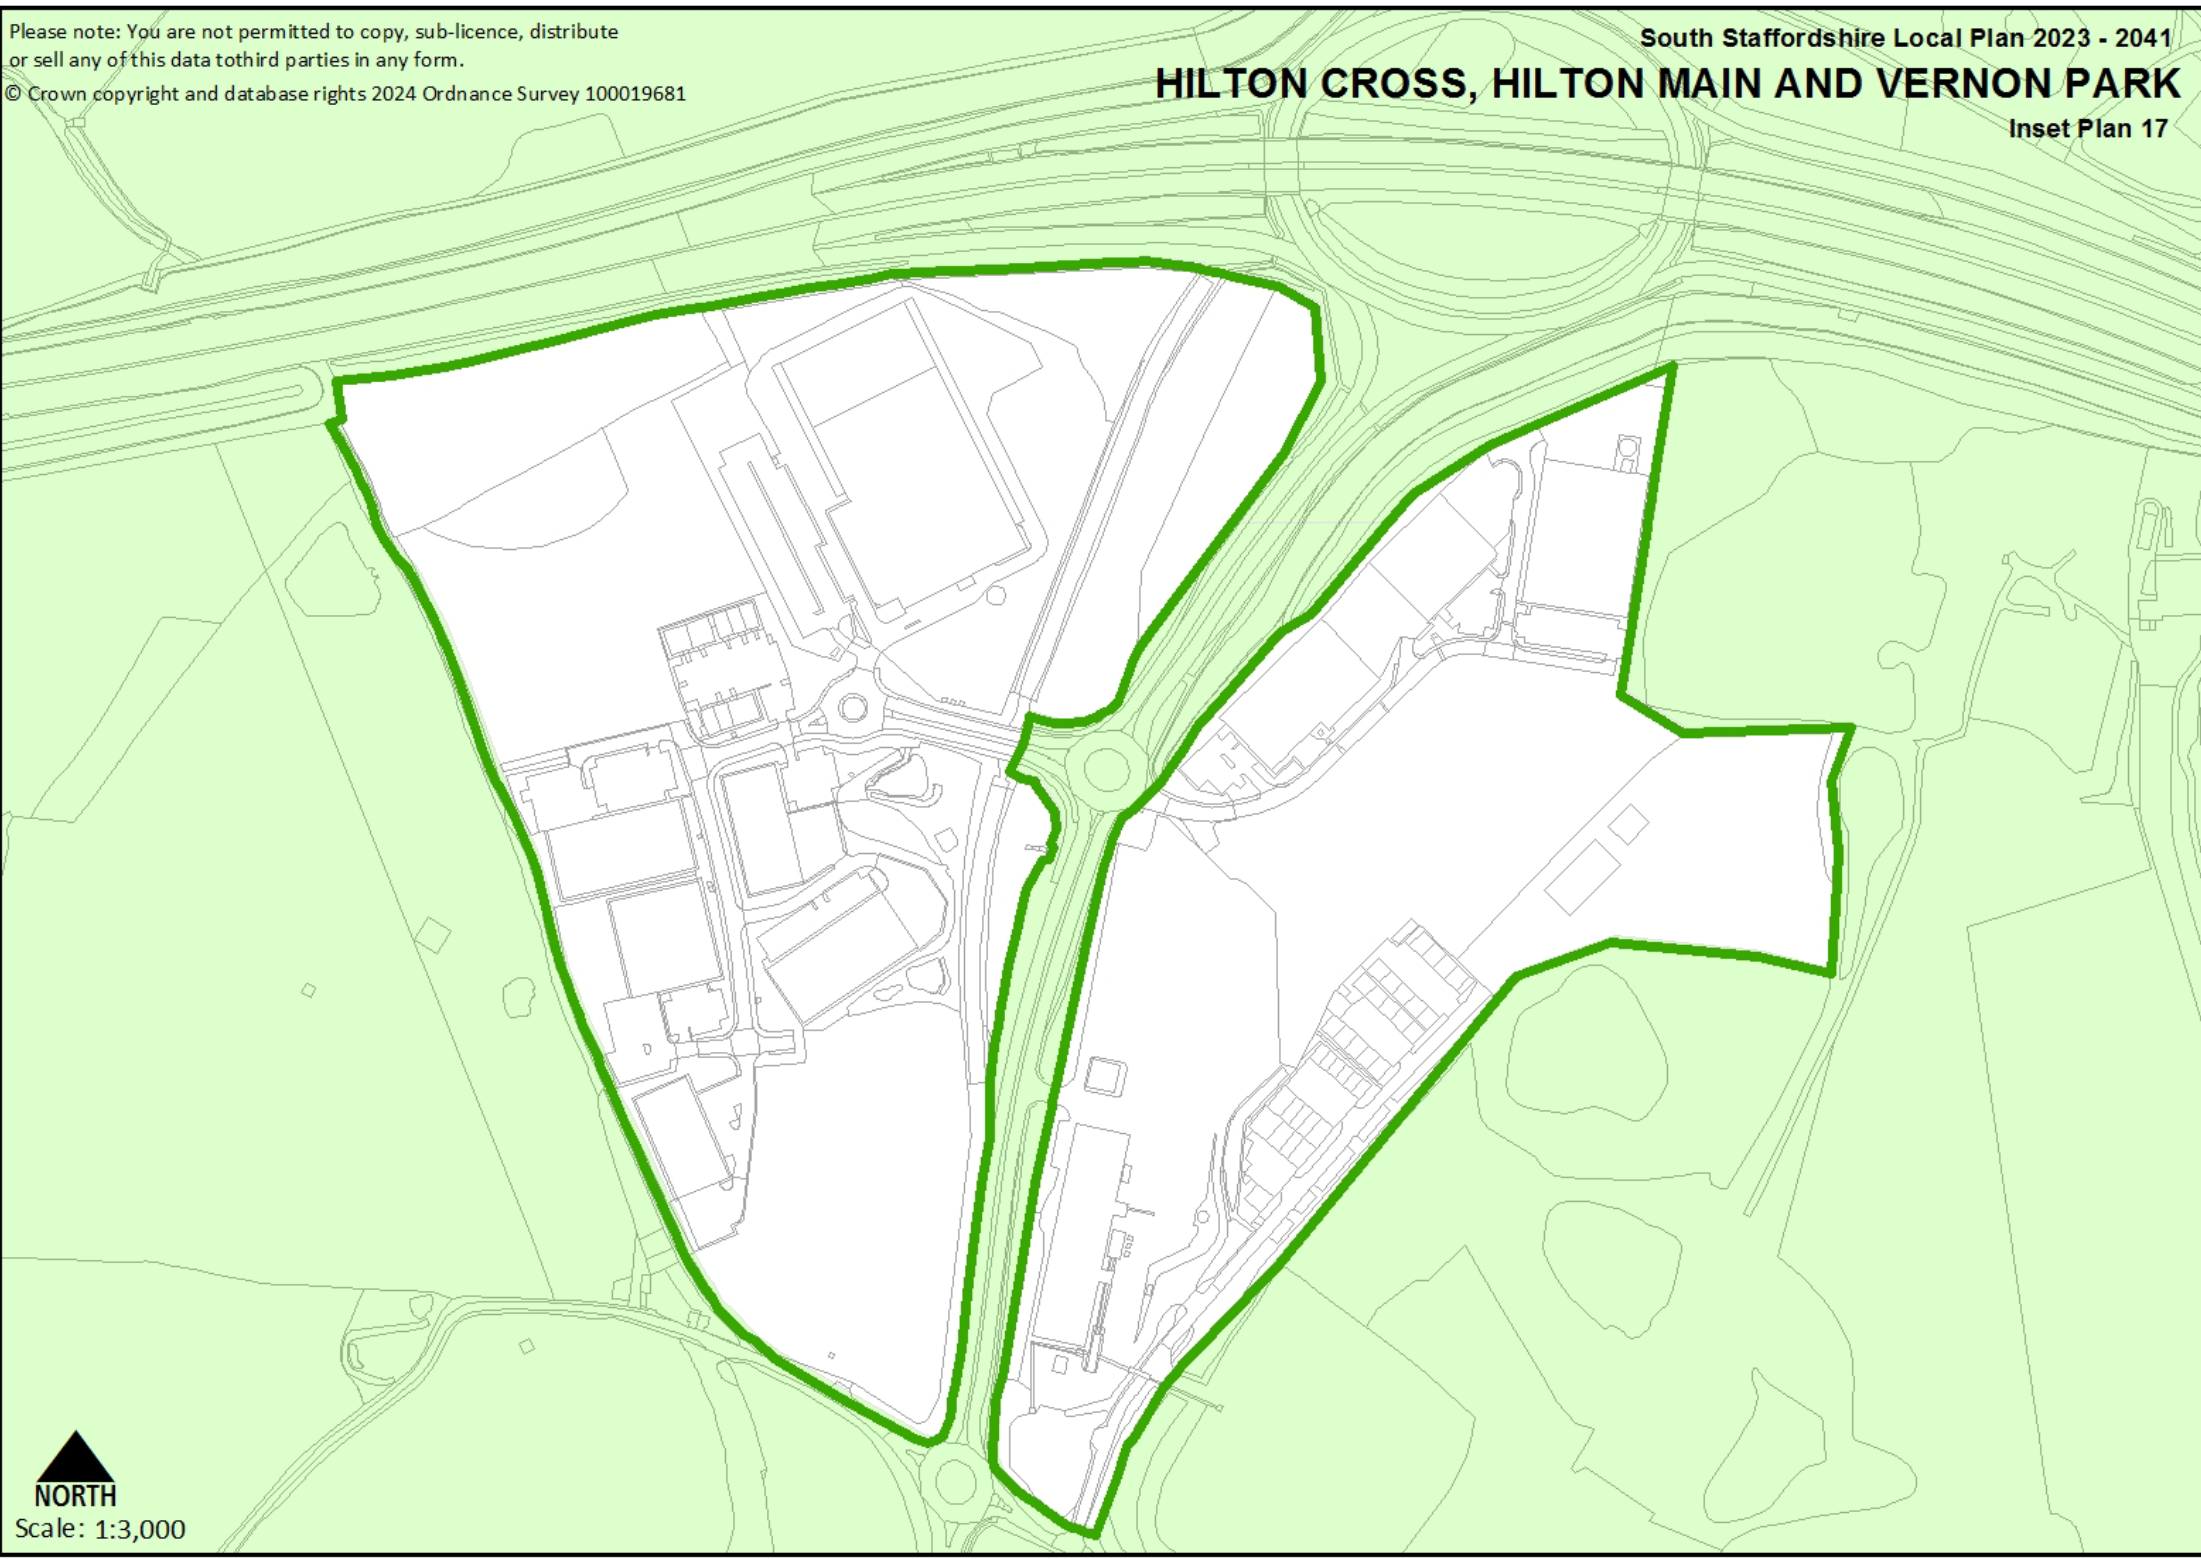 Please note: You are not permitted to copy, sub-licence, distribute
or sell any of this data tothird parties in any form.
© Crown copyright and database rights 2024 Ordnance Survey 100019681
South Staffordshire Local Plan 2023 - 2041
HILTON CROSS, HILTON MAIN AND VERNON PARK
Inset Plan 17
NORTH
Scale: 1:3,000